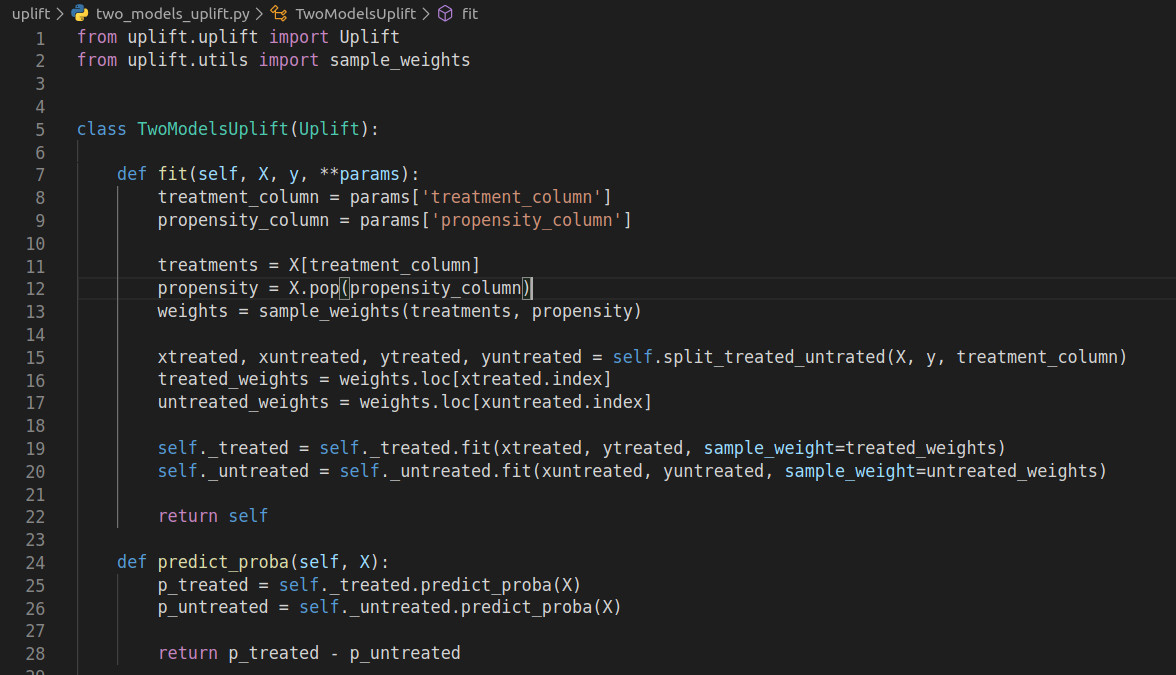 uplift > two_models_uplift.py > TwoModelsUplift > fit
1 from uplift.uplift import Uplift
2 from uplift.utils import sample_weights
3
4
5 class TwoModelsUplift(Uplift):
6
7     def fit(self, X, y, **params):
8         treatment_column = params['treatment_column']
9         propensity_column = params['propensity_column']
10
11         treatments = X[treatment_column]
12         propensity = X.pop(propensity_column)
13         weights = sample_weights(treatments, propensity)
14
15         xtreated, xuntreated, ytreated, yuntreated = self.split_treated_untrated(X, y, treatment_column)
16         treated_weights = weights.loc[xtreated.index]
17         untreated_weights = weights.loc[xuntreated.index]
18
19         self._treated = self._treated.fit(xtreated, ytreated, sample_weight=treated_weights)
20         self._untreated = self._untreated.fit(xuntreated, yuntreated, sample_weight=untreated_weights)
21
22         return self
23
24     def predict_proba(self, X):
25         p_treated = self._treated.predict_proba(X)
26         p_untreated = self._untreated.predict_proba(X)
27
28         return p_treated - p_untreated